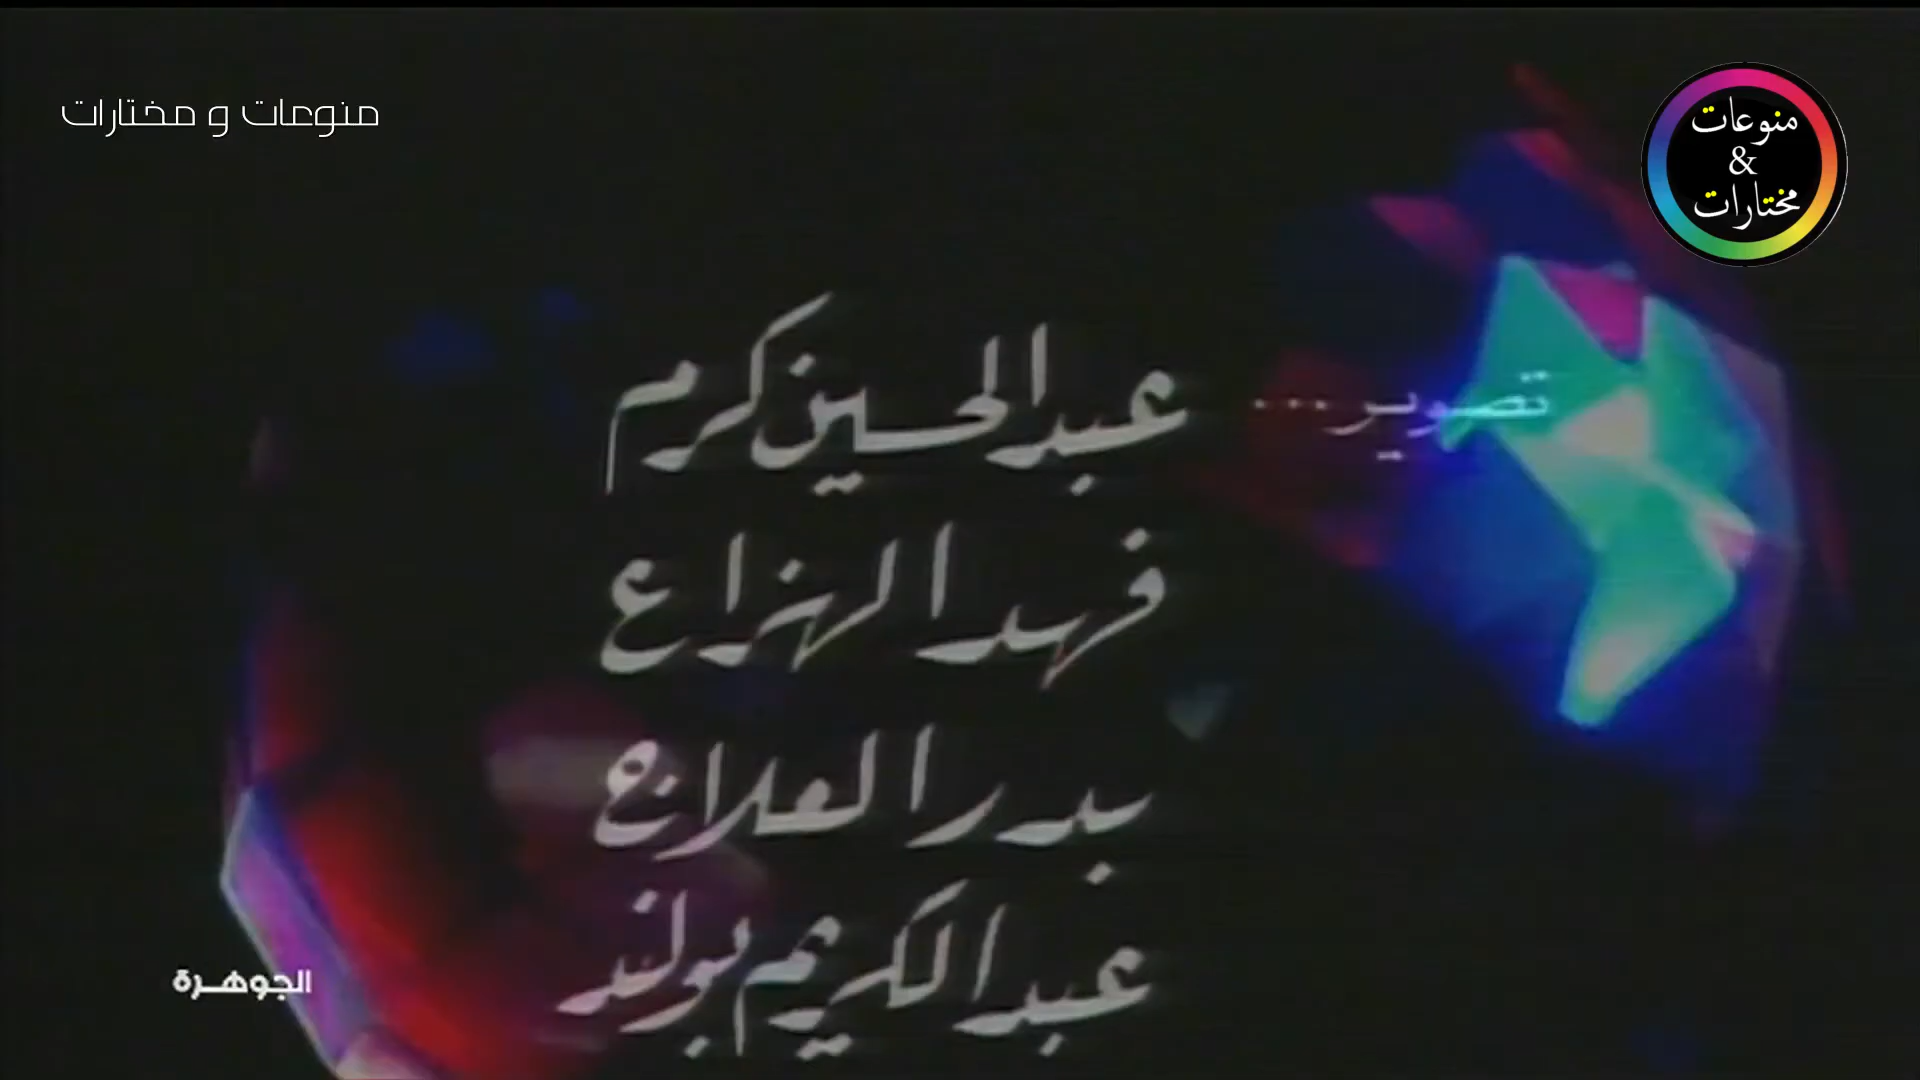 منوعات و مختارات
منوعات
&
مختارات
تصوير... عبدالحسين كرم
فهد الهزاع
بدر العلاج
عبدالكريم بولند
الجوهرة